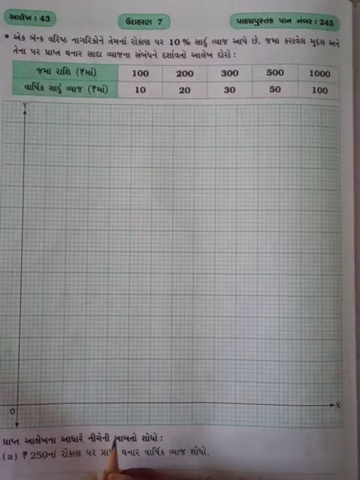 આલેખ : 43 ઉદાહરણ 7 પાઠ્યપુસ્તક પાન નંબર : 245
• એક બૅન્ક વરિષ્ઠ નાગરિકોને તેમનાં રોકાણ પર 10 % સાદું વ્યાજ આપે છે. જમા કરાવેલ મુદ્દલ અને
તેના પર પ્રાપ્ત થનાર સાદા વ્યાજના સંબંધને દર્શાવતો આલેખ દોરો :
જમા રાશિ (₹માં) 100 200 300 500 1000
વાર્ષિક સાદું વ્યાજ (₹માં) 10 20 30 50 100
Y
O X
પ્રાપ્ત આલેખના આધારે નીચેની બાબતો શોધો :
(a) ₹ 250નાં રોકાણ પર પ્રાપ્ત થનાર વાર્ષિક વ્યાજ શોધો.